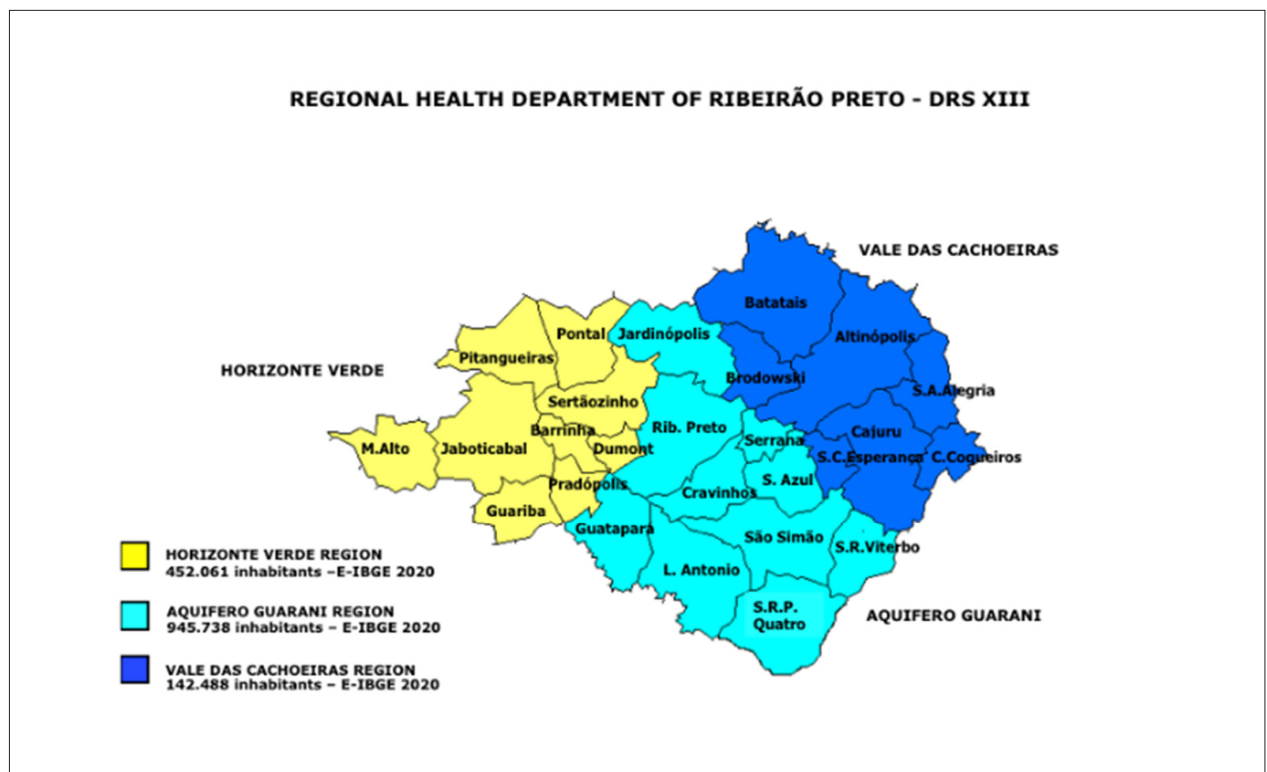 REGIONAL HEALTH DEPARTMENT OF RIBEIRÃO PRETO - DRS XIII
VALE DAS CACHOEIRAS
Batatais
Pontal
Jardinópolis
Altinópolis
Pitangueiras
HORIZONTE VERDE
Brodowski
S.A.Alegria
Sertãozinho
Barrinha
Rib. Preto
Cajuru
Serrana
M.Alto
Jaboticabal
Dumont
S.C.Esperança
C.Coqueiros
Pradópolis
S. Azul
Cravinhos
Guariba
Guatapará
São Simão
S.R.Viterbo
L. Antonio
HORIZONTE VERDE REGION
452.061 inhabitants –E-IBGE 2020
AQUIFERO GUARANI REGION
945.738 inhabitants – E-IBGE 2020
S.R.P.
Quatro
AQUIFERO GUARANI
VALE DAS CACHOEIRAS REGION
142.488 inhabitants – E-IBGE 2020